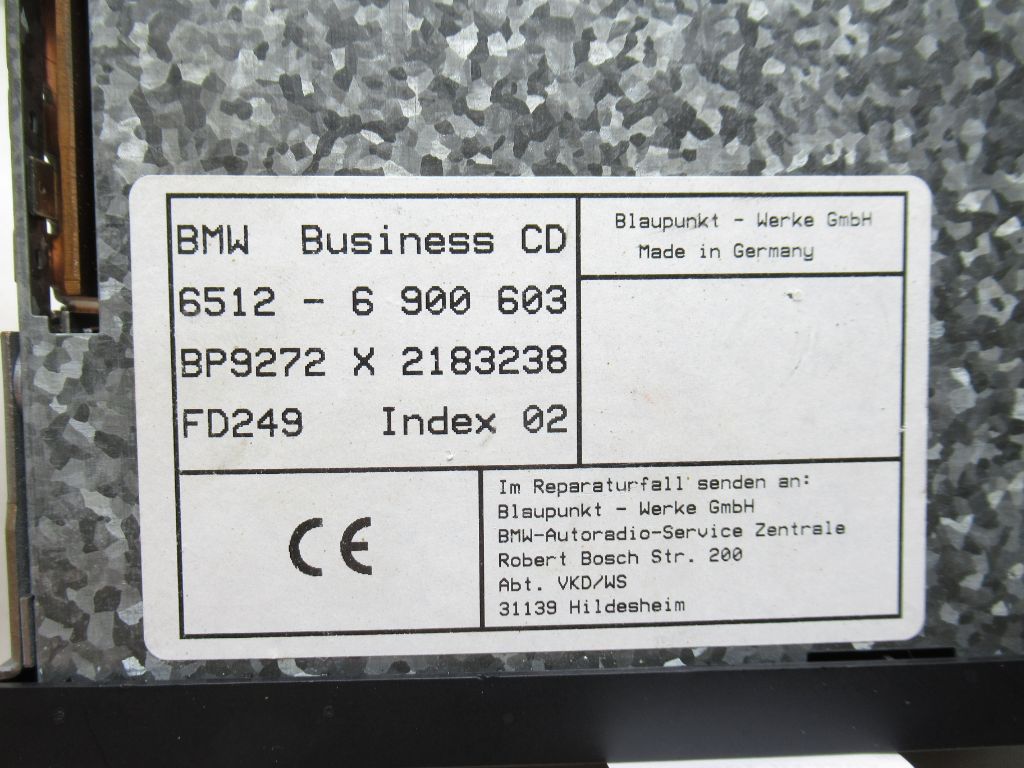 BMW Business CD
6512 - 6 900 603
BP9272 X 2183238
FD249 Index 02
Blaupunkt - Werke GmbH
Made in Germany
CE
Im Reparaturfall senden an:
Blaupunkt - Werke GmbH
BMW-Autoradio-Service Zentrale
Robert Bosch Str. 200
Abt. VKD/WS
31139 Hildesheim